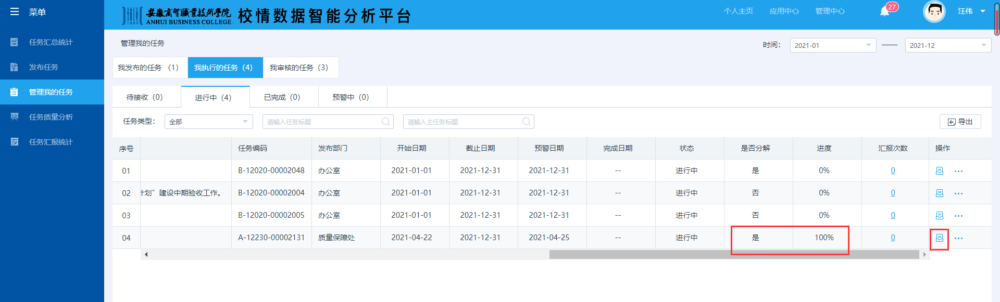 菜单
安徽商贸职业技术学院
ANHUI BUSINESS COLLEGE
校情数据智能分析平台
个人主页 应用中心 管理中心 27 汪伟
任务汇总统计
发布任务
管理我的任务
任务质量分析
任务汇报统计
管理我的任务
时间： 2021-01 —— 2021-12
我发布的任务 （1） 我执行的任务（4） 我审核的任务（3）
待接收（0） 进行中（4） 已完成（0） 预警中（0）
任务类型： 全部 请输入任务标题 请输入主任务标题 导出
序号 任务编码 发布部门 开始日期 截止日期 预警日期 完成日期 状态 是否分解 进度 汇报次数 操作
01 B-12020-00002048 办公室 2021-01-01 2021-12-31 2021-12-31 -- 进行中 是 0% 0 •••
02 计划”建设中期验收工作。 B-12020-00002004 办公室 2021-01-01 2021-12-31 2021-12-31 -- 进行中 否 0% 0 •••
03 B-12020-00002005 办公室 2021-01-01 2021-12-31 2021-12-31 -- 进行中 否 0% 0 •••
04 A-12230-00002131 质量保障处 2021-04-22 2021-12-31 2021-04-25 -- 进行中 是 100% 0 •••